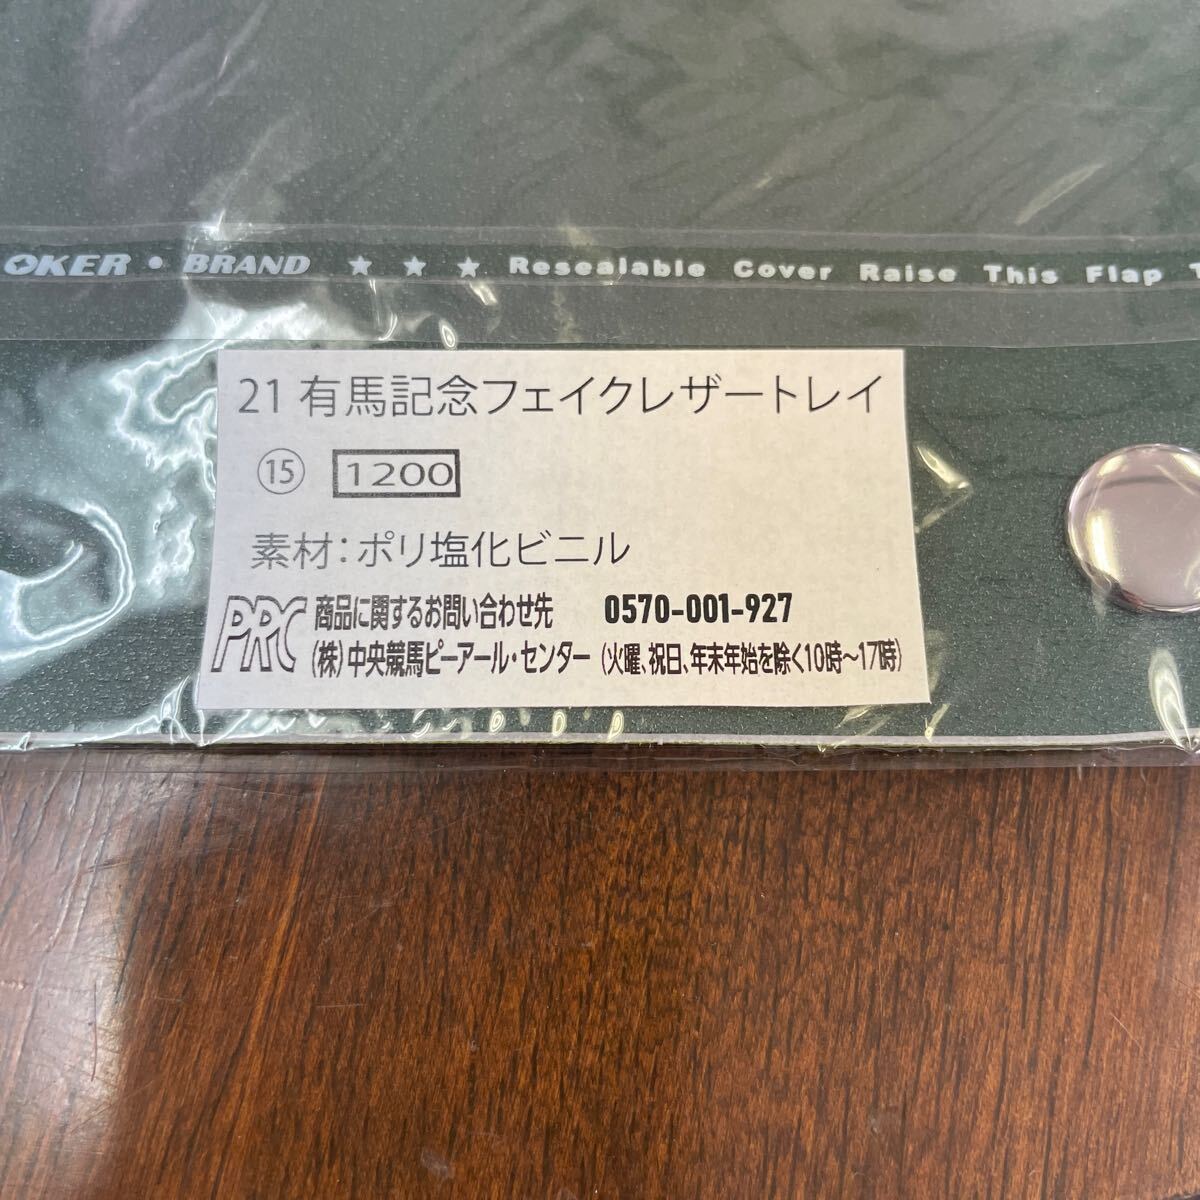 OKER • BRAND ★ ★ ★ Resealable Cover Raise This Flap T
21 有馬記念フェイクレザートレイ
⑮ 1200
素材：ポリ塩化ビニル
PRC 商品に関するお問い合わせ先 0570-001-927
(株)中央競馬ピーアール・センター (火曜、祝日、年末年始を除く10時～17時)